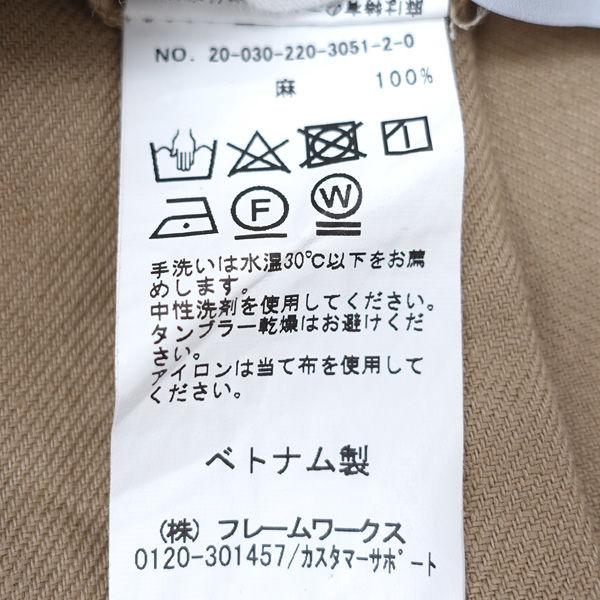 麻は特有の
NO. 20-030-220-3051-2-0
麻 100%
F W
手洗いは水温30℃以下をお薦
めします。
中性洗剤を使用してください。
タンブラー乾燥はお避けくだ
さい。
アイロンは当て布を使用して
ください。
ベトナム製
(株) フレームワークス
0120-301457/カスタマーサポート